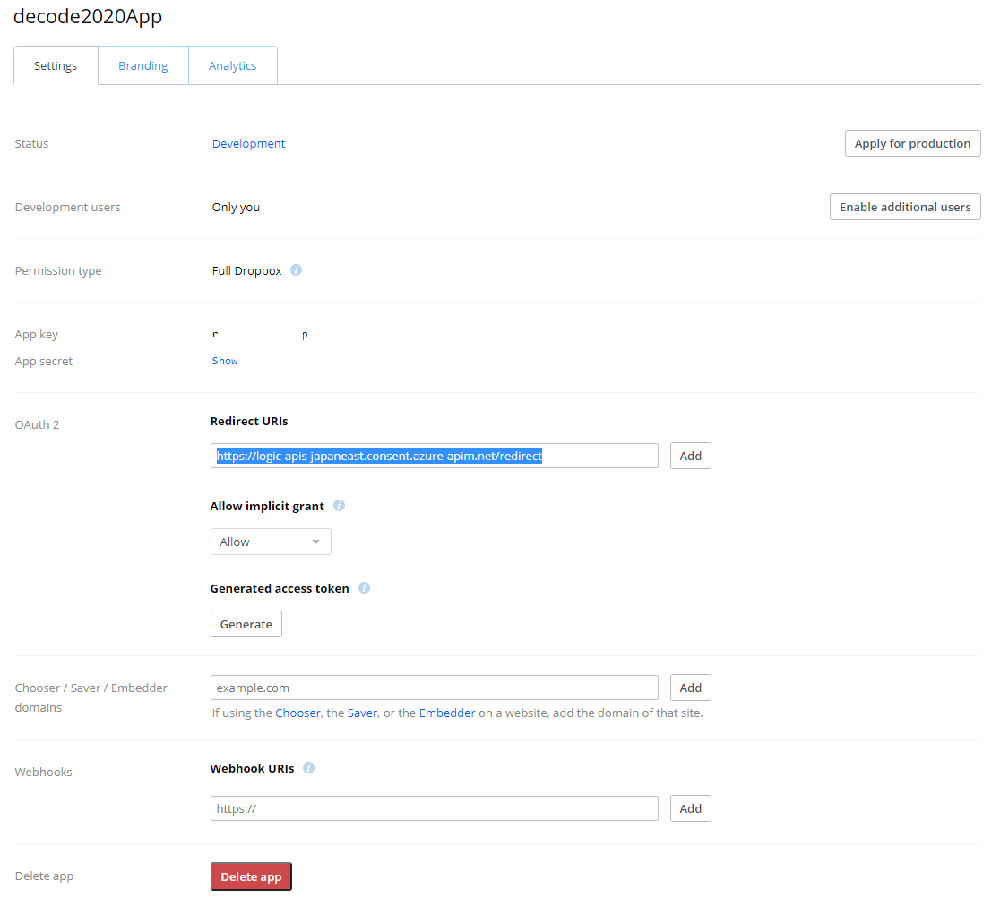 decode2020App
Settings Branding Analytics
Status Development Apply for production
Development users Only you Enable additional users
Permission type Full Dropbox i
App key
App secret Show
OAuth 2 Redirect URIs
https://logic-apis-japaneast.consent.azure-apim.net/redirect Add
Allow implicit grant i
Allow
Generated access token i
Generate
Chooser / Saver / Embedder domains
example.com Add
If using the Chooser, the Saver, or the Embedder on a website, add the domain of that site.
Webhooks Webhook URIs i
https:// Add
Delete app Delete app